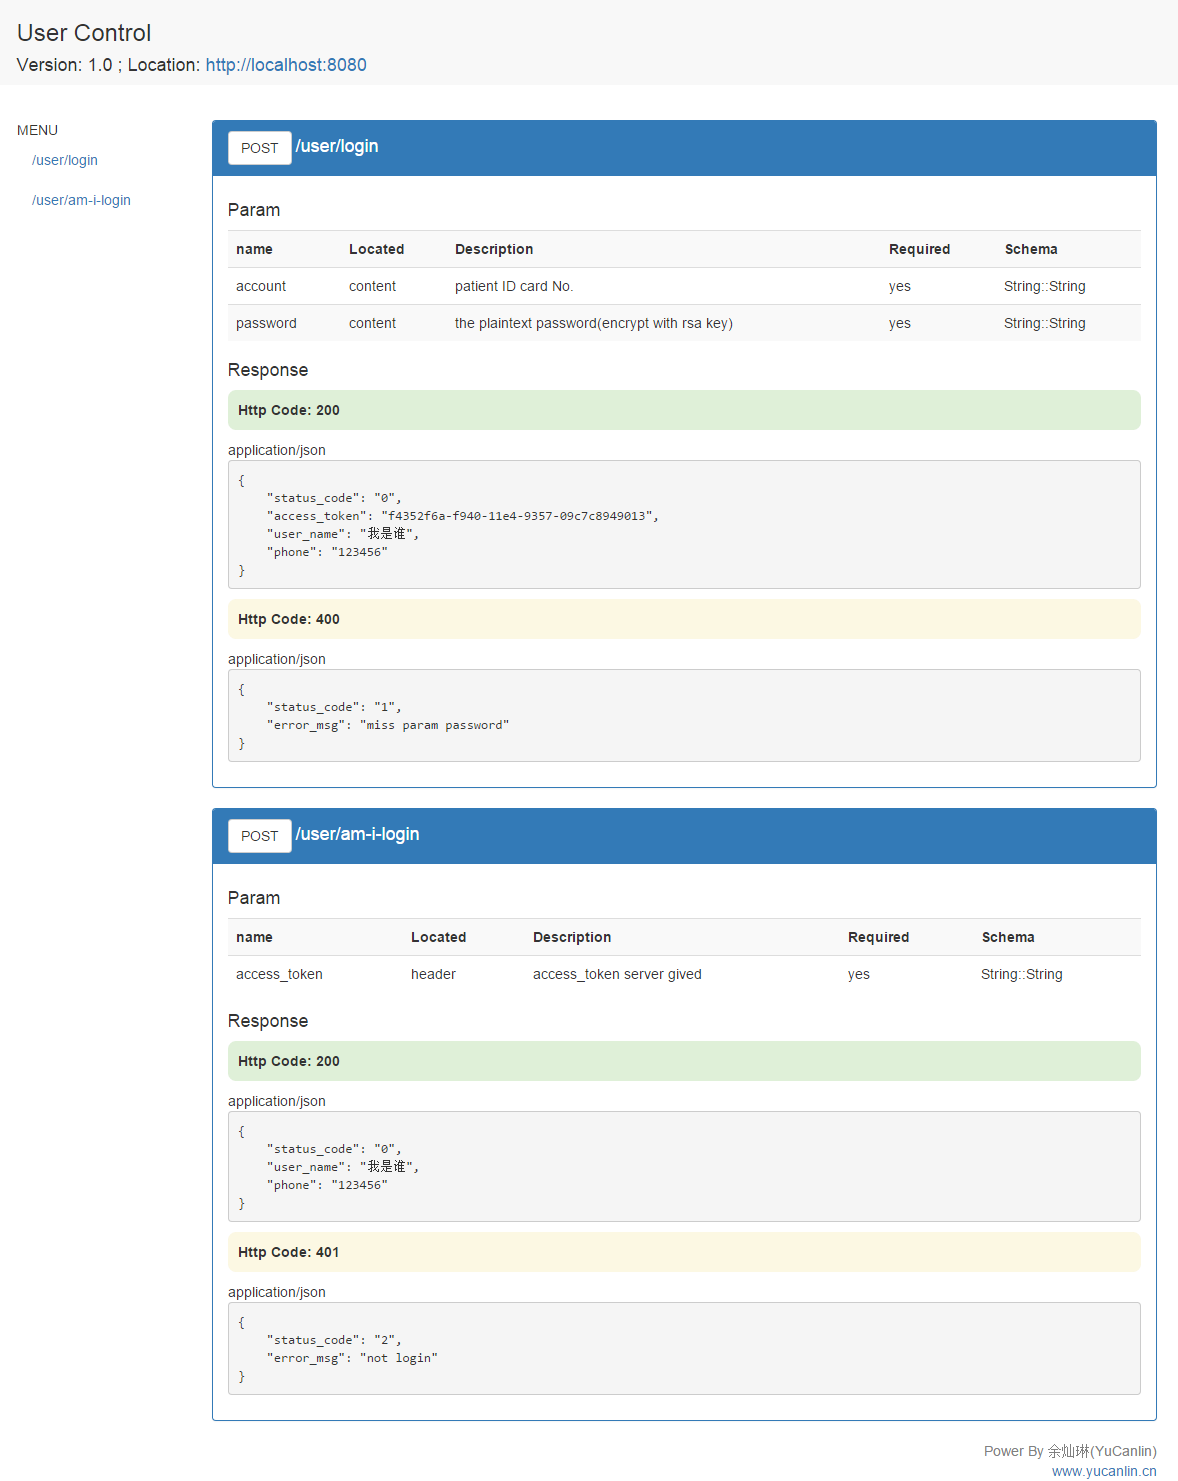 User Control
Version: 1.0 ; Location: http://localhost:8080
MENU
/user/login
/user/am-i-login
POST /user/login
Param
name Located Description Required Schema
account content patient ID card No. yes String::String
password content the plaintext password(encrypt with rsa key) yes String::String
Response
Http Code: 200
application/json
{
    "status_code": "0",
    "access_token": "f4352f6a-f940-11e4-9357-09c7c8949013",
    "user_name": "我是谁",
    "phone": "123456"
}
Http Code: 400
application/json
{
    "status_code": "1",
    "error_msg": "miss param password"
}
POST /user/am-i-login
Param
name Located Description Required Schema
access_token header access_token server gived yes String::String
Response
Http Code: 200
application/json
{
    "status_code": "0",
    "user_name": "我是谁",
    "phone": "123456"
}
Http Code: 401
application/json
{
    "status_code": "2",
    "error_msg": "not login"
}
Power By 余灿琳(YuCanlin)
www.yucanlin.cn